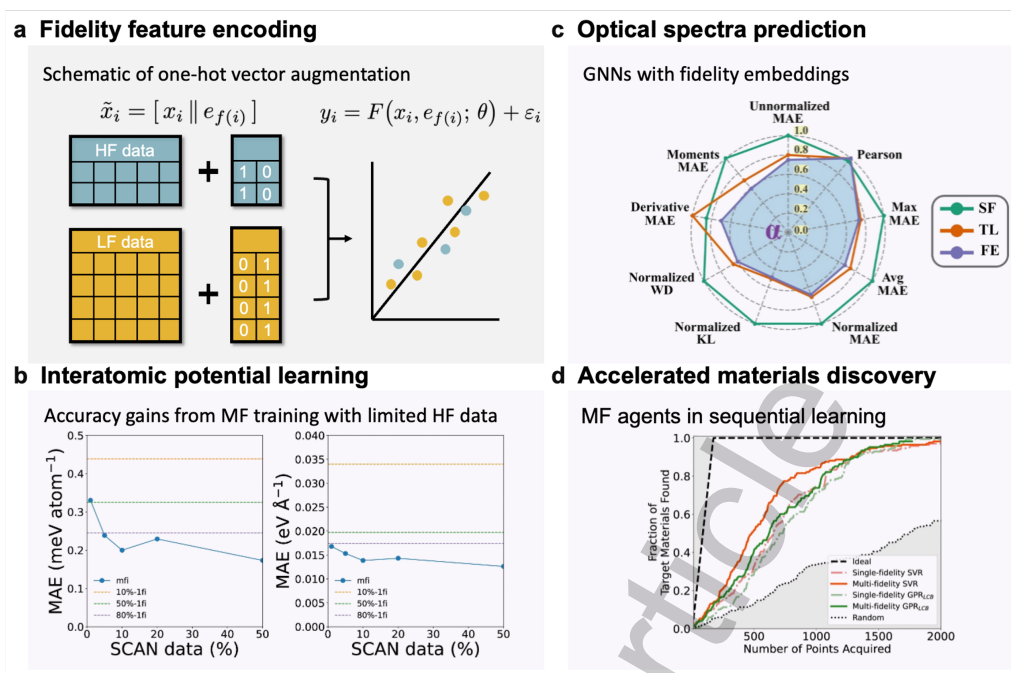 a Fidelity feature encoding
Schematic of one-hot vector augmentation
x̃ᵢ = [xᵢ ∥ e_f(i)]
yᵢ = F(xᵢ, e_f(i); θ) + εᵢ
HF data
+
1 0
1 0
LF data
+
0 1
0 1
0 1
0 1
b Interatomic potential learning
Accuracy gains from MF training with limited HF data
MAE (meV atom⁻¹)
0.5
0.4
0.3
0.2
0.1
0.0
mfi
10%-1fi
50%-1fi
80%-1fi
0 10 20 30 40 50
SCAN data (%)
MAE (eV Å⁻¹)
0.040
0.035
0.030
0.025
0.020
0.015
0.010
0.005
0.000
mfi
10%-1fi
50%-1fi
80%-1fi
0 10 20 30 40 50
SCAN data (%)
c Optical spectra prediction
GNNs with fidelity embeddings
Unnormalized
MAE
Pearson
Max
MAE
Avg
MAE
Normalized
MAE
Normalized
KL
Normalized
WD
Derivative
MAE
Moments
MAE
1.0
0.8
0.6
0.4
0.2
0.0
α
SF
TL
FE
d Accelerated materials discovery
MF agents in sequential learning
Fraction of
Target Materials Found
1.0
0.8
0.6
0.4
0.2
0.0
Ideal
Single-fidelity SVR
Multi-fidelity SVR
Single-fidelity GPR_LCB
Multi-fidelity GPR_LCB
Random
500 1000 1500 2000
Number of Points Acquired
rticle